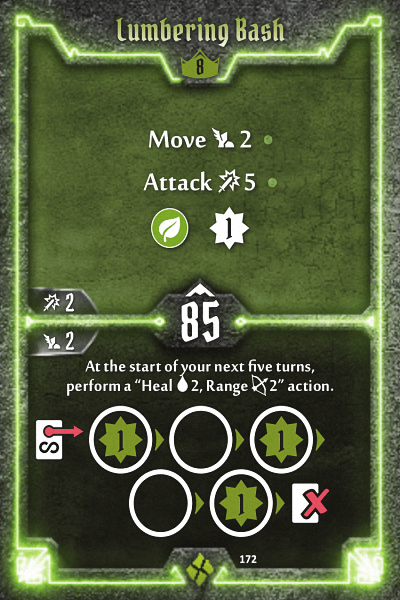 Lumbering Bash
8
Move 2
Attack 5
1
2
85
2
At the start of your next five turns,
perform a “Heal 2, Range 2” action.
S
1
1
1
172